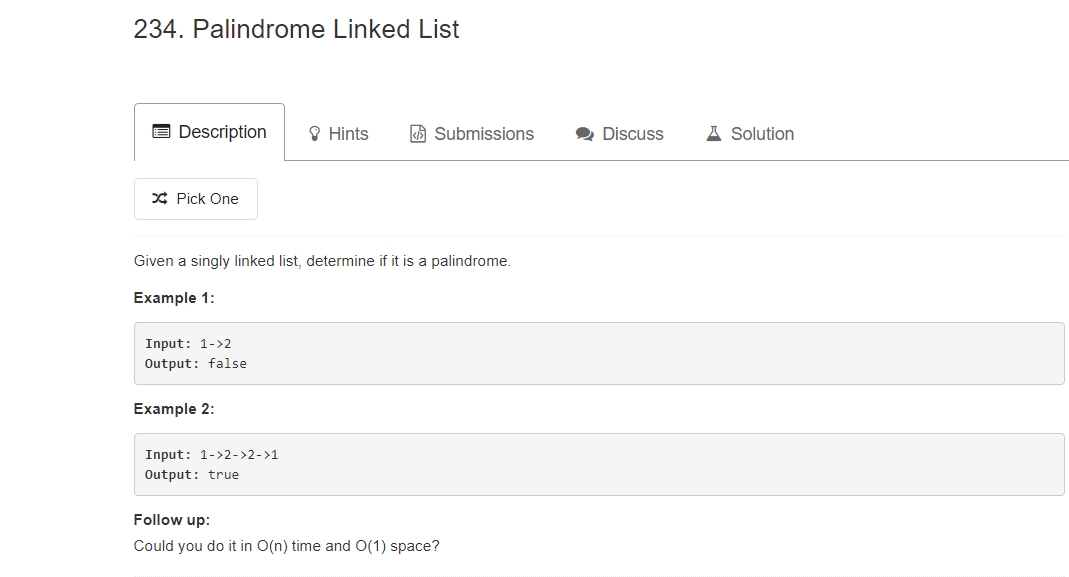 234. Palindrome Linked List
Description
Hints
Submissions
Discuss
Solution
Pick One
Given a singly linked list, determine if it is a palindrome.
Example 1:
Input: 1->2
Output: false
Example 2:
Input: 1->2->2->1
Output: true
Follow up:
Could you do it in O(n) time and O(1) space?